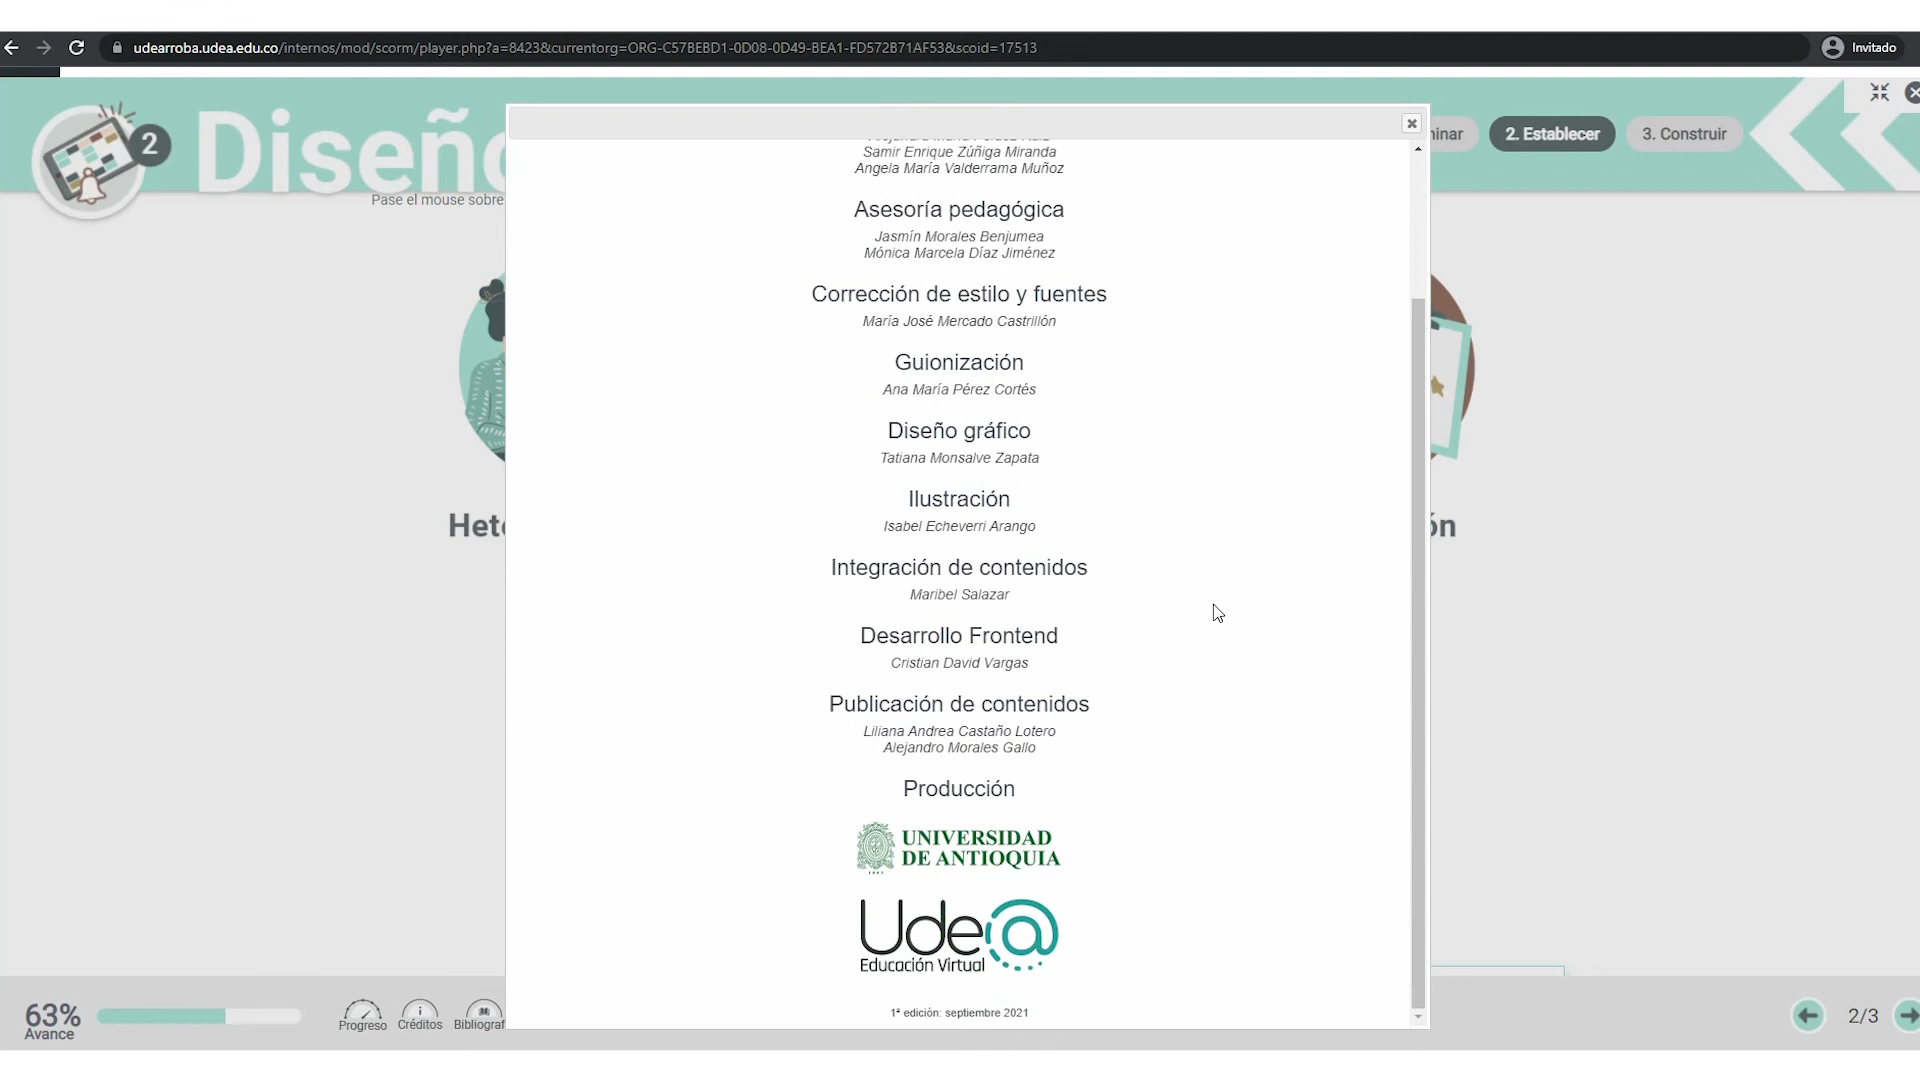 udearroba.udea.edu.co/internos/mod/scorm/player.php?a=8423&currentorg=ORG-C57BEBD1-0D08-0D49-BEA1-FD572B71AF53&scoid=17513
Invitado
2
Diseño
minar
2. Establecer
3. Construir
Pase el mouse sobre
Samir Enrique Zúñiga Miranda
Angela María Valderrama Muñoz
Asesoría pedagógica
Jasmín Morales Benjumea
Mónica Marcela Díaz Jiménez
Corrección de estilo y fuentes
María José Mercado Castrillón
Guionización
Ana María Pérez Cortés
Diseño gráfico
Tatiana Monsalve Zapata
Ilustración
Isabel Echeverri Arango
Hete
ón
Integración de contenidos
Maribel Salazar
Desarrollo Frontend
Cristian David Vargas
Publicación de contenidos
Liliana Andrea Castaño Lotero
Alejandro Morales Gallo
Producción
UNIVERSIDAD
DE ANTIOQUIA
1803
Ude@
Educación Virtual
1ª edición: septiembre 2021
63%
Avance
Progreso
Créditos
Bibliograf
2/3